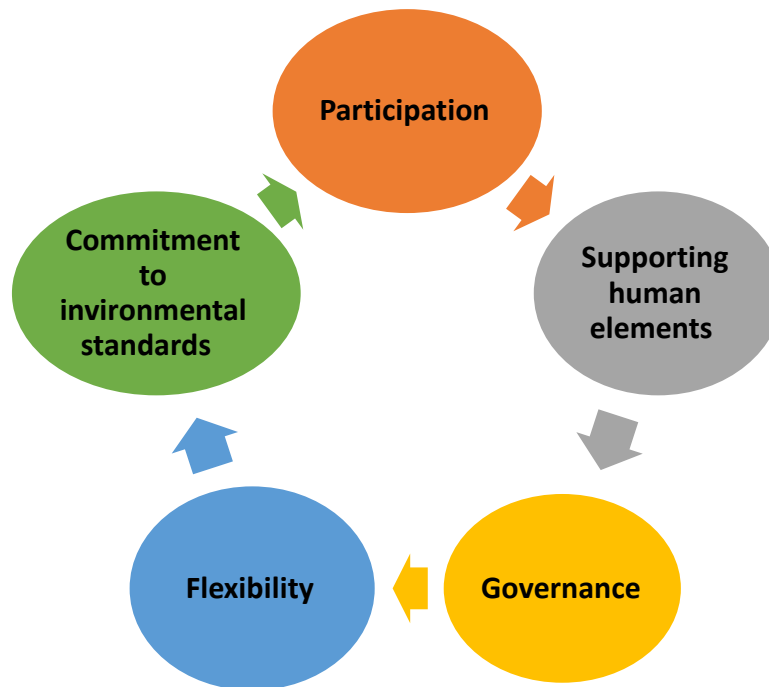 Participation
Supporting
human
elements
Governance
Flexibility
Commitment
to
invironmental
standards